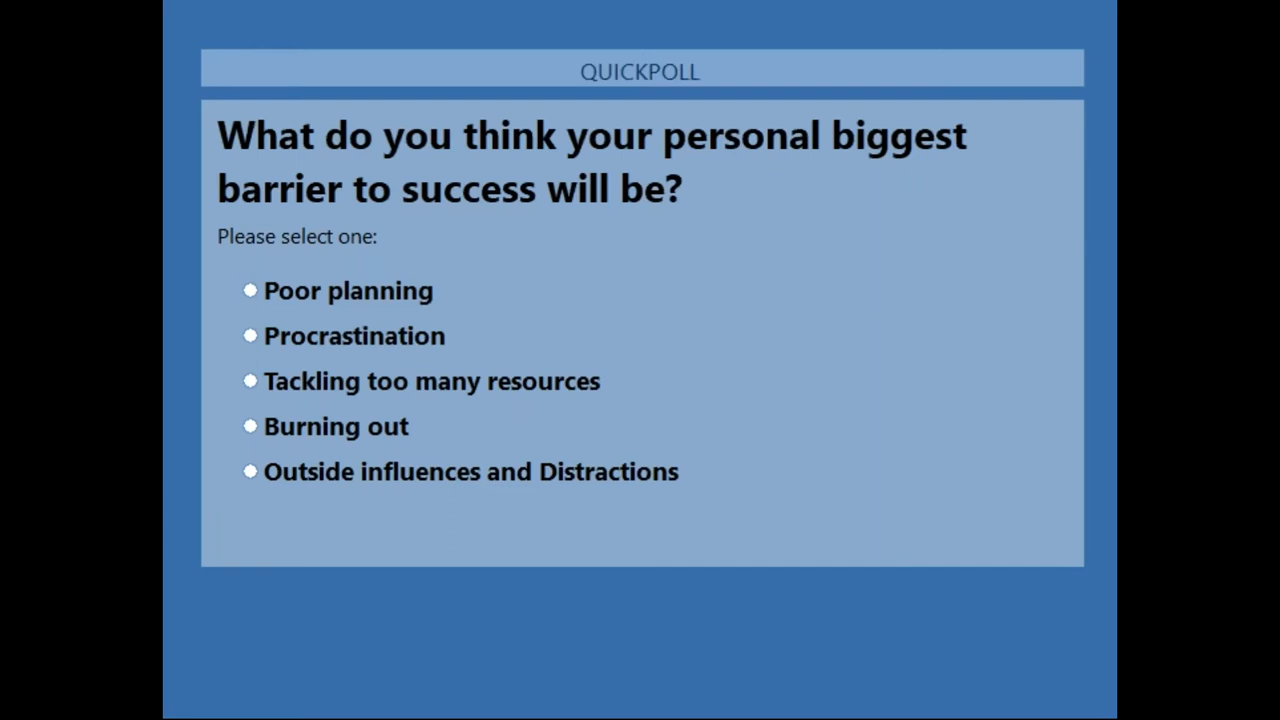 QUICKPOLL
What do you think your personal biggest
barrier to success will be?
Please select one:
Poor planning
Procrastination
Tackling too many resources
Burning out
Outside influences and Distractions